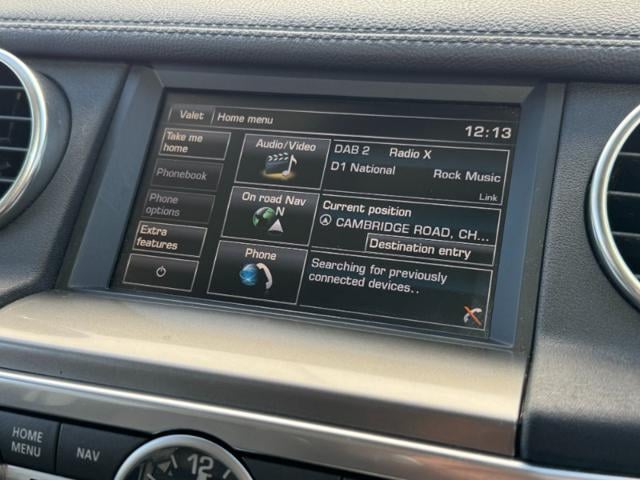 Valet
Home menu
12:13
Take me
home
Phonebook
Phone
options
Extra
features
Audio/Video
On road Nav
N
Phone
DAB 2 Radio X
D1 National Rock Music
Link
Current position
CAMBRIDGE ROAD, CH...
Destination entry
Searching for previously
connected devices..
HOME
MENU
NAV
12